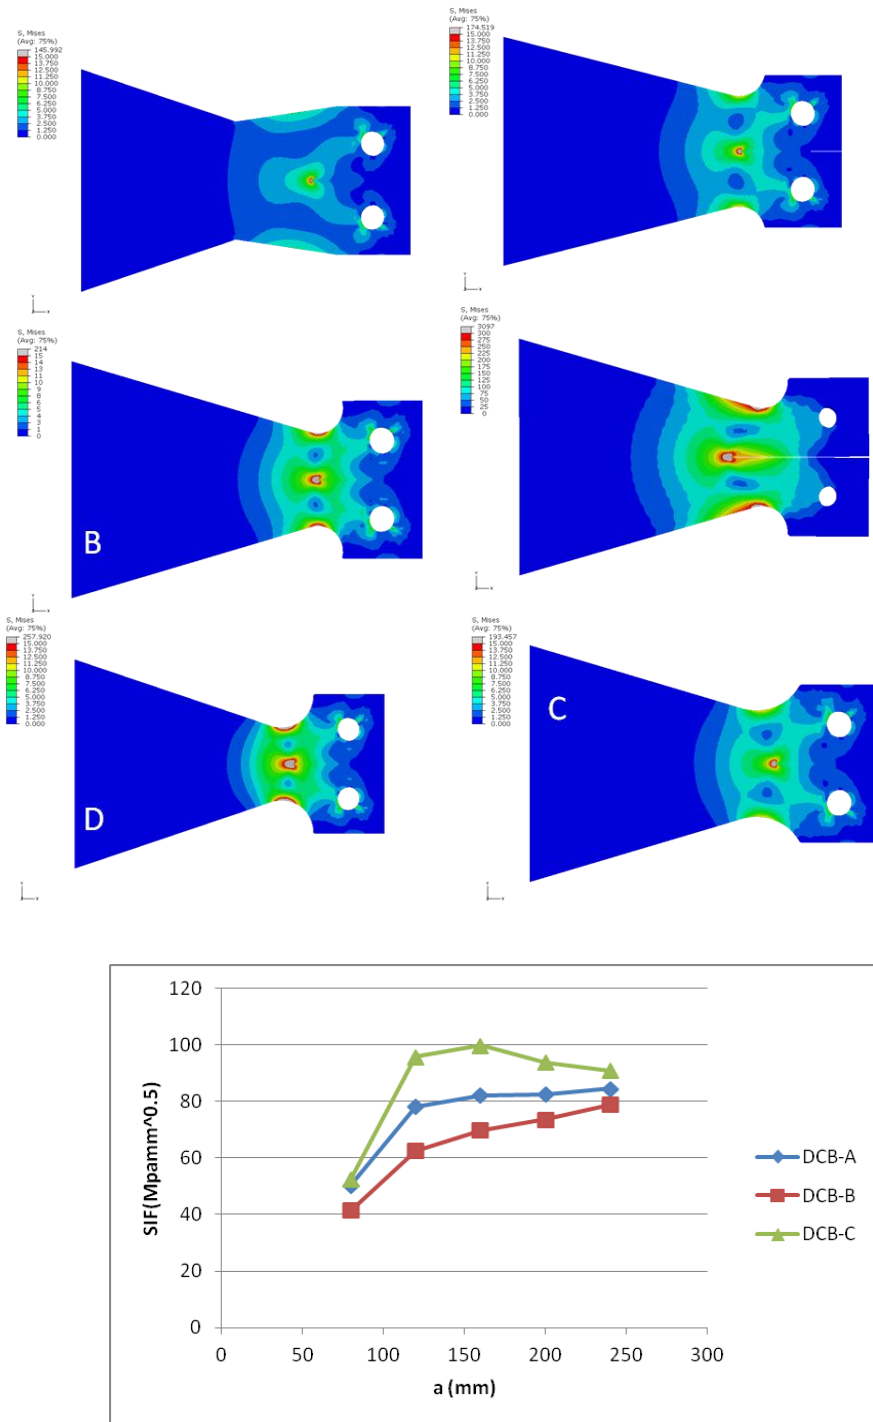 S, Mises
(Avg: 75%)
145.992
15.000
13.750
12.500
11.250
10.000
8.750
7.500
6.250
5.000
3.750
2.500
1.250
0.000
Y
Z
X
S, Mises
(Avg: 75%)
174.519
15.000
13.750
12.500
11.250
10.000
8.750
7.500
6.250
5.000
3.750
2.500
1.250
0.000
Y
Z
X
S, Mises
(Avg: 75%)
214
15
14
13
11
10
9
8
6
5
4
3
1
0
B
Y
Z
X
S, Mises
(Avg: 75%)
3097
300
275
250
225
200
175
150
125
100
75
50
25
0
Y
Z
X
S, Mises
(Avg: 75%)
257.920
15.000
13.750
12.500
11.250
10.000
8.750
7.500
6.250
5.000
3.750
2.500
1.250
0.000
D
Y
Z
X
S, Mises
(Avg: 75%)
193.457
15.000
13.750
12.500
11.250
10.000
8.750
7.500
6.250
5.000
3.750
2.500
1.250
0.000
C
Y
Z
X
SIF(Mpamm^0.5)
120
100
80
60
40
20
0
0 50 100 150 200 250 300
a (mm)
DCB-A
DCB-B
DCB-C